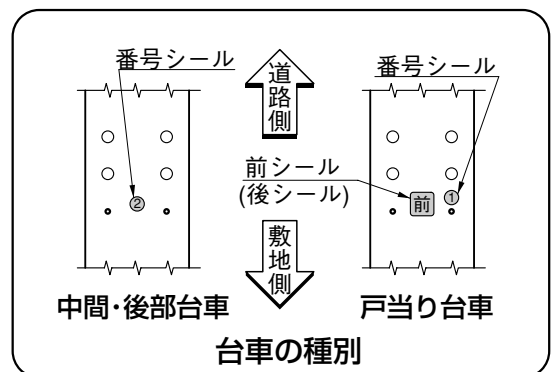 番号シール
番号シール
道路側
前シール
(後シール)
②
前
①
敷地側
中間・後部台車
戸当り台車
台車の種別